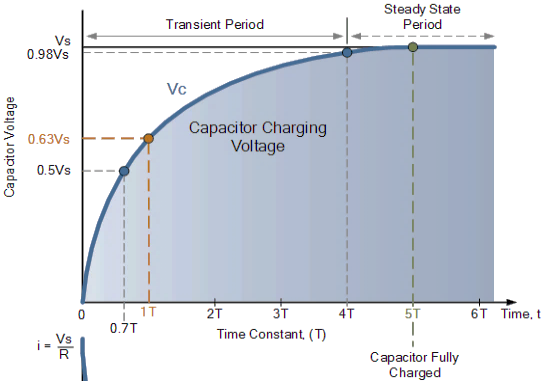 Steady State
Transient Period
Period
Vs
0.98Vs
Vc
Capacitor Charging
Voltage
0.63Vs
0.5Vs
Capacitor Voltage
0
1T
2T
3T
4T
5T
6T
Time, t
0.7T
Time Constant, (T)
i = Vs
R
Capacitor Fully
Charged